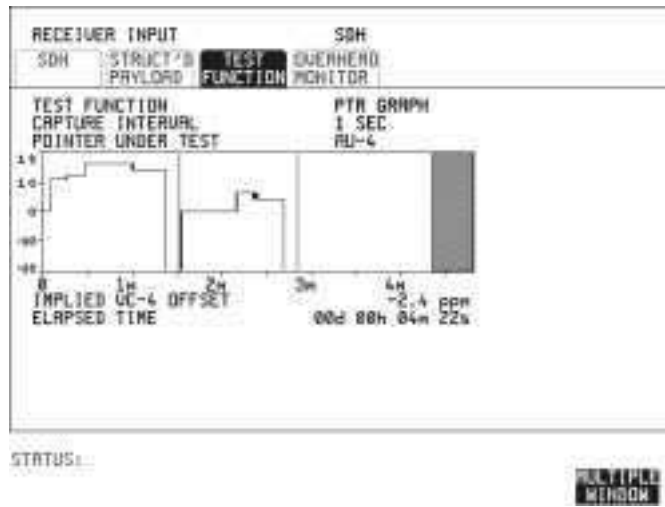 RECEIVER INPUT SDH
SDH STRUCT'D PAYLOAD TEST FUNCTION OVERHEAD MONITOR
TEST FUNCTION PTR GRAPH
CAPTURE INTERVAL 1 SEC
POINTER UNDER TEST AU-4
10
0
0 1M 2M 3M 4M
IMPLIED VC-4 OFFSET -2.4 ppm
ELAPSED TIME 00d 00h 04m 22s
STATUS:
MULTIPLE
WINDOW